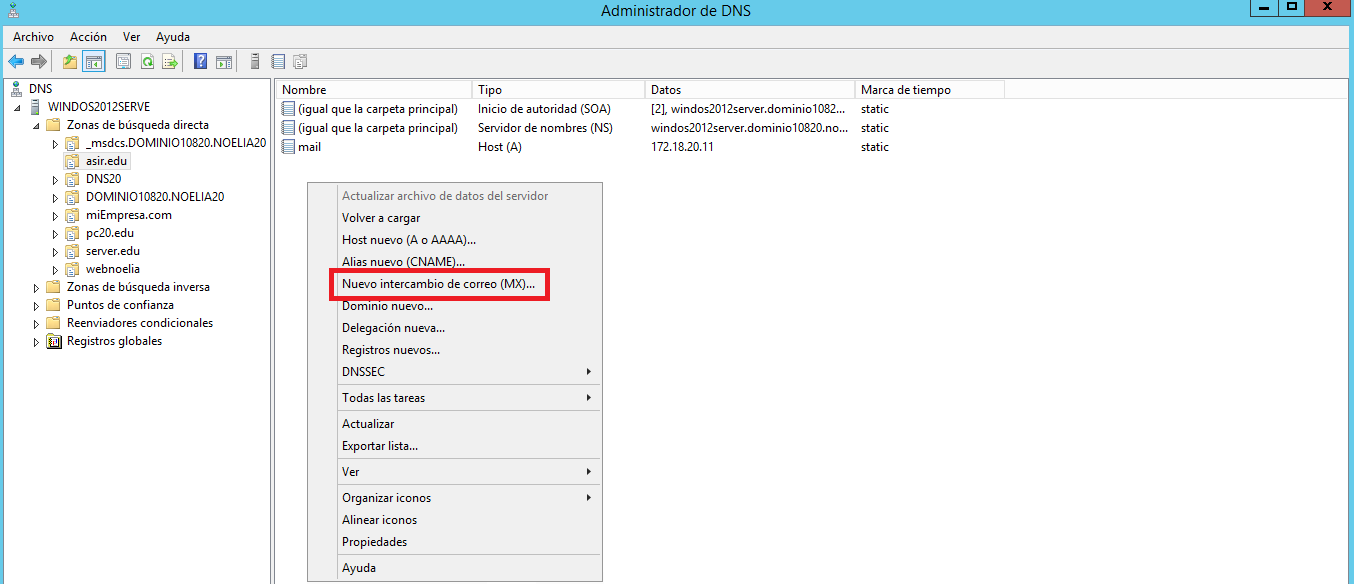 Administrador de DNS
Archivo Acción Ver Ayuda
DNS
WINDOS2012SERVE
Zonas de búsqueda directa
_msdcs.DOMINIO10820.NOELIA20
asir.edu
DNS20
DOMINIO10820.NOELIA20
miEmpresa.com
pc20.edu
server.edu
webnoelia
Zonas de búsqueda inversa
Puntos de confianza
Reenviadores condicionales
Registros globales
Nombre Tipo Datos Marca de tiempo
(igual que la carpeta principal) Inicio de autoridad (SOA) [2], windos2012server.dominio1082... static
(igual que la carpeta principal) Servidor de nombres (NS) windos2012server.dominio10820.no... static
mail Host (A) 172.18.20.11 static
Actualizar archivo de datos del servidor
Volver a cargar
Host nuevo (A o AAAA)...
Alias nuevo (CNAME)...
Nuevo intercambio de correo (MX)...
Dominio nuevo...
Delegación nueva...
Registros nuevos...
DNSSEC
Todas las tareas
Actualizar
Exportar lista...
Ver
Organizar iconos
Alinear iconos
Propiedades
Ayuda